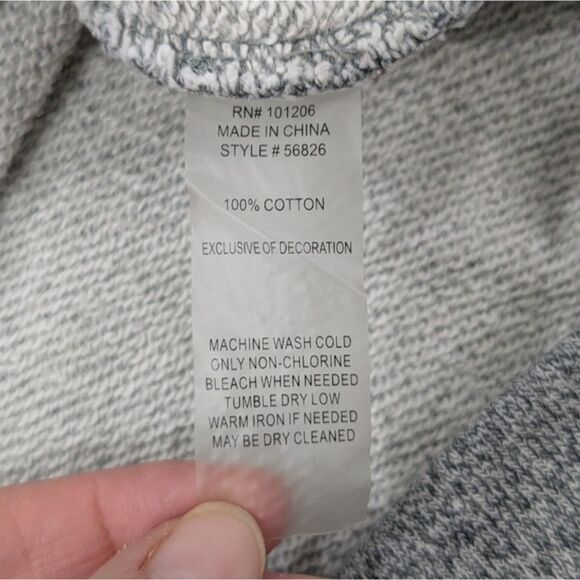 RN# 101206
MADE IN CHINA
STYLE # 56826
100% COTTON
EXCLUSIVE OF DECORATION
MACHINE WASH COLD
ONLY NON-CHLORINE
BLEACH WHEN NEEDED
TUMBLE DRY LOW
WARM IRON IF NEEDED
MAY BE DRY CLEANED